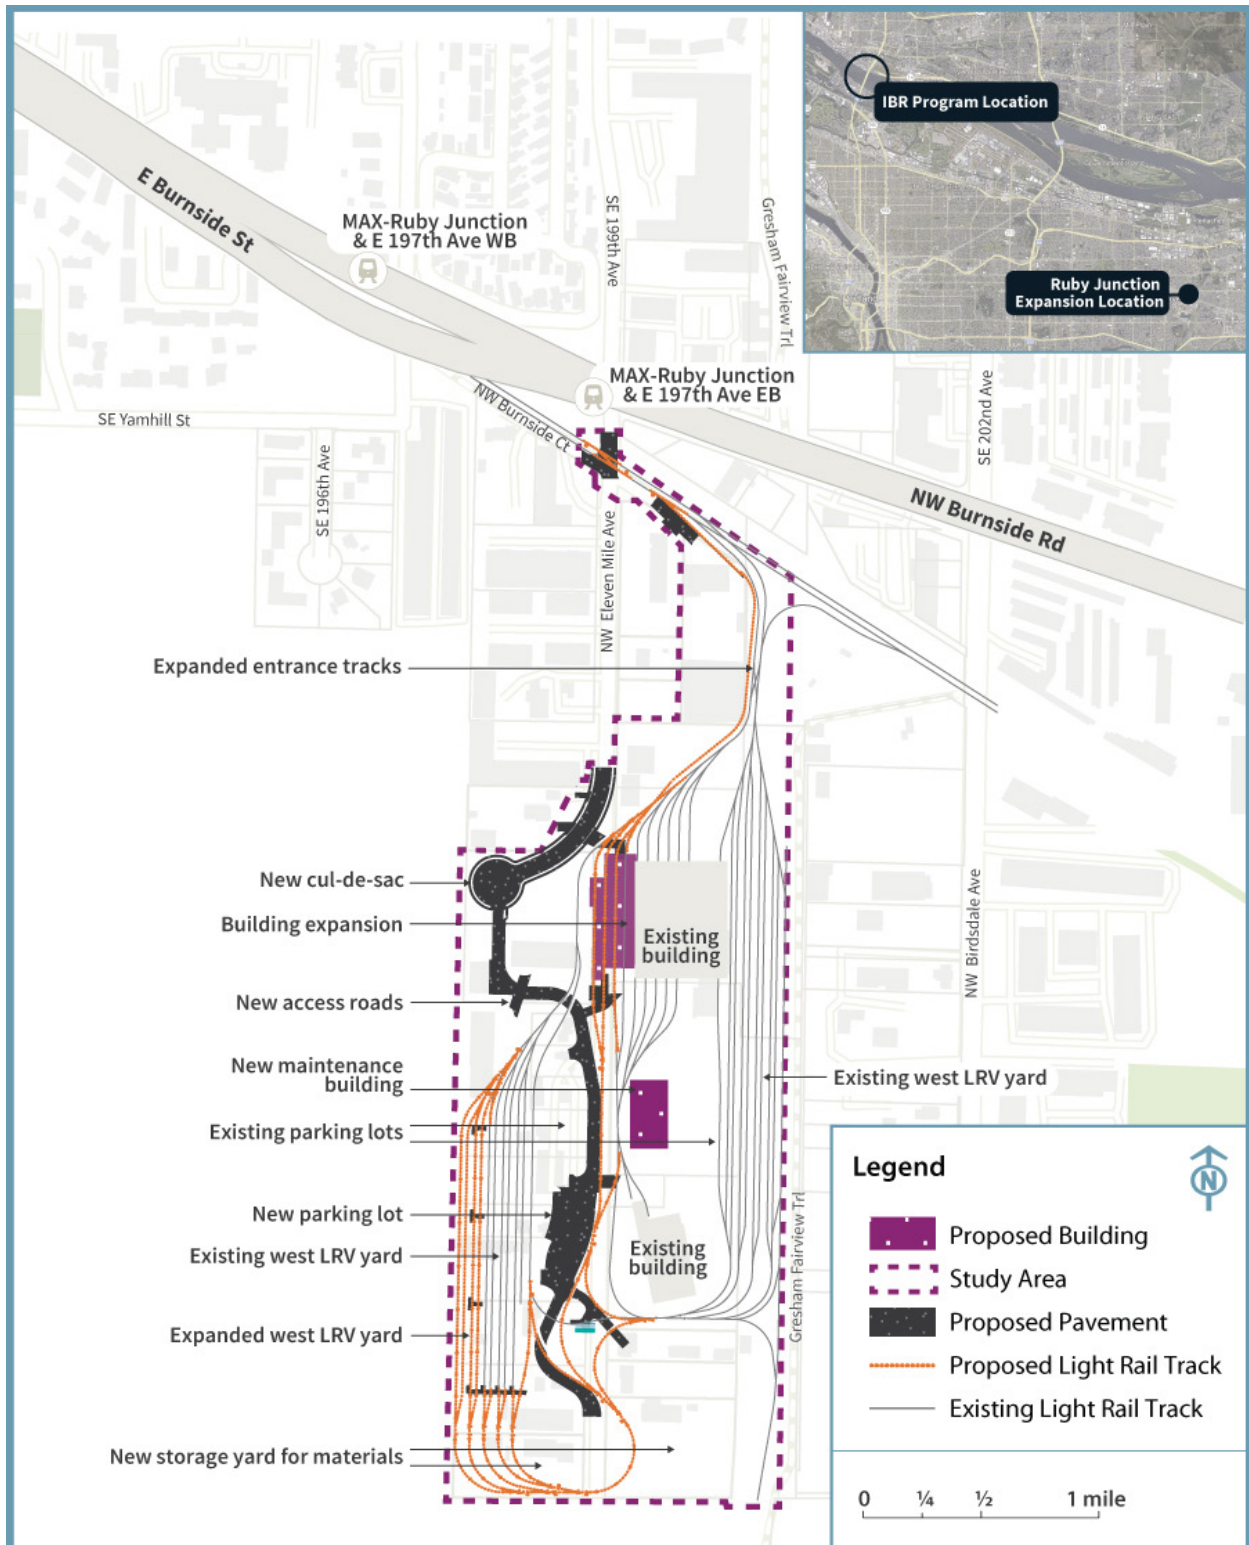 IBR Program Location
Ruby Junction
Expansion Location
E Burnside St
MAX-Ruby Junction
& E 197th Ave WB
SE 199th Ave
Gresham Fairview Trl
MAX-Ruby Junction
& E 197th Ave EB
SE Yamhill St
NW Burnside Ct
SE 202nd Ave
SE 196th Ave
NW Burnside Rd
NW Eleven Mile Ave
Expanded entrance tracks
New cul-de-sac
Building expansion
Existing
building
NW Birdsdale Ave
New access roads
New maintenance
building
Existing west LRV yard
Existing parking lots
New parking lot
Existing west LRV yard
Existing
building
Gresham Fairview Trl
Expanded west LRV yard
New storage yard for materials
Legend
N
Proposed Building
Study Area
Proposed Pavement
Proposed Light Rail Track
Existing Light Rail Track
0 ¼ ½ 1 mile